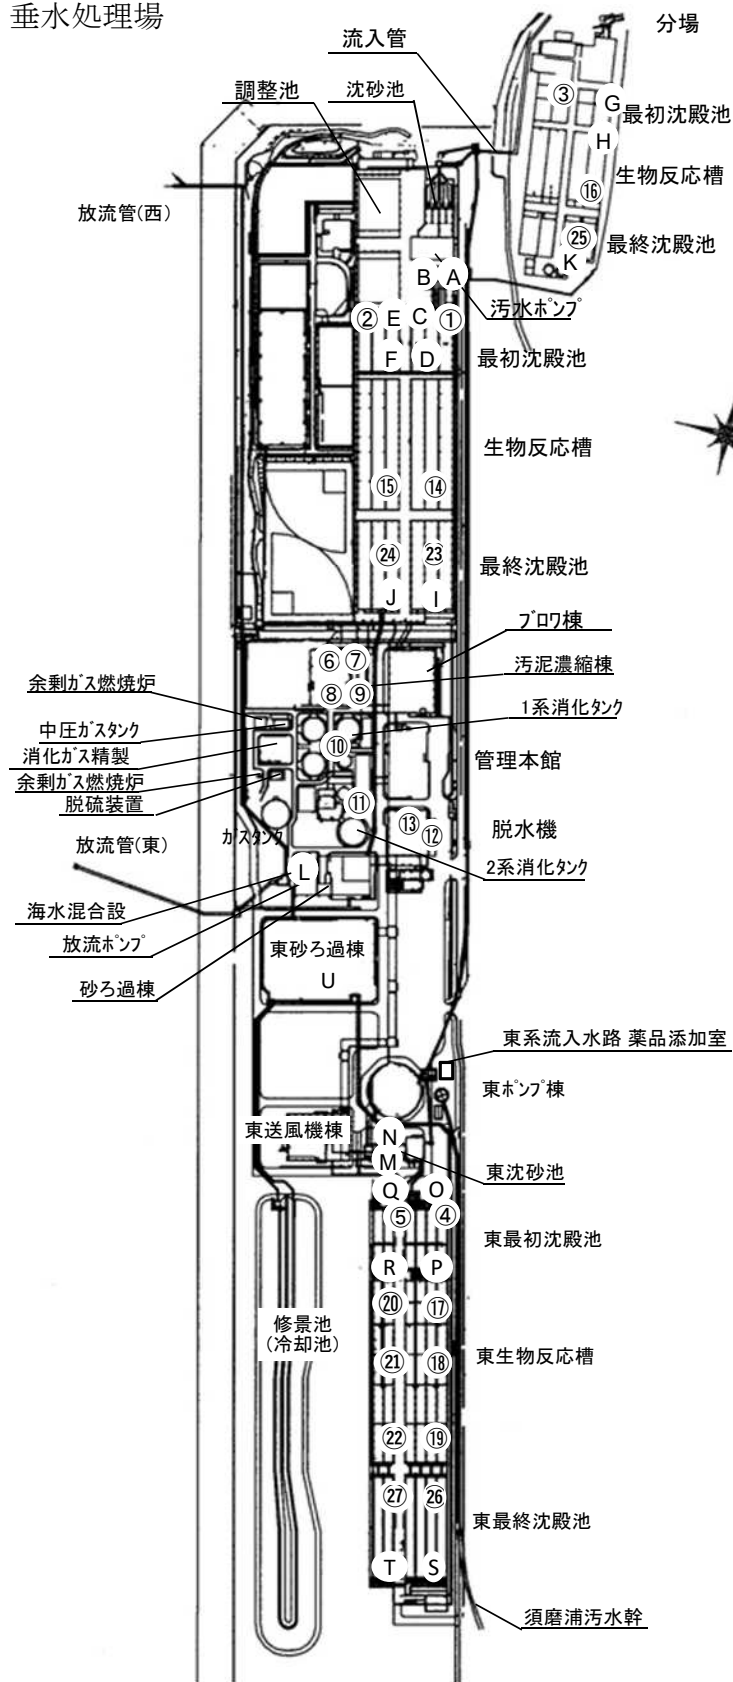 垂水処理場
分場
流入管
調整池
沈砂池
③
G
最初沈殿池
H
生物反応槽
⑯
放流管(西)
㉕
最終沈殿池
K
B
A
汚水ポンプ
②
E
C
①
F
D
最初沈殿池
生物反応槽
⑮
⑭
㉔
㉓
最終沈殿池
J
I
ブロワ棟
⑥
⑦
汚泥濃縮棟
余剰ガス燃焼炉
⑧
⑨
1系消化タンク
中圧ガスタンク
⑩
消化ガス精製
管理本館
余剰ガス燃焼炉
脱硫装置
⑪
⑬
⑫
脱水機
放流管(東)
ガスタンク
2系消化タンク
L
海水混合設
放流ポンプ
東砂ろ過棟
砂ろ過棟
U
東系流入水路 薬品添加室
東ポンプ棟
東送風機棟
N
M
東沈砂池
Q
O
⑤
④
東最初沈殿池
R
P
⑳
⑰
修景池
(冷却池)
東生物反応槽
㉑
⑱
㉒
⑲
㉗
㉖
東最終沈殿池
T
S
須磨浦汚水幹